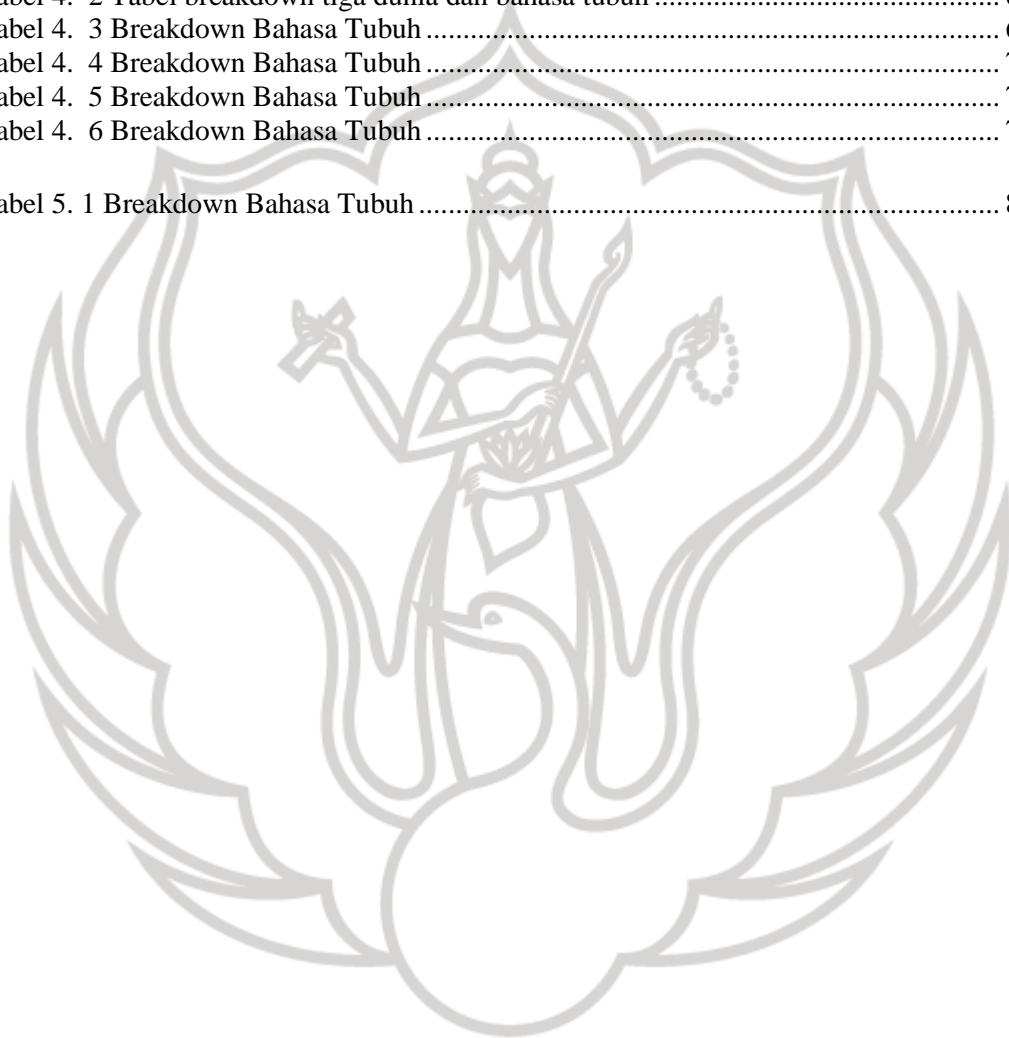 abel 4. 2 Tabel breakdown tiga dunia dan bahasa tubuh ............................................
abel 4. 3 Breakdown Bahasa Tubuh ............................................................................ 6
abel 4. 4 Breakdown Bahasa Tubuh ............................................................................
abel 4. 5 Breakdown Bahasa Tubuh ............................................................................
abel 4. 6 Breakdown Bahasa Tubuh ............................................................................
abel 5. 1 Breakdown Bahasa Tubuh ............................................................................. 8